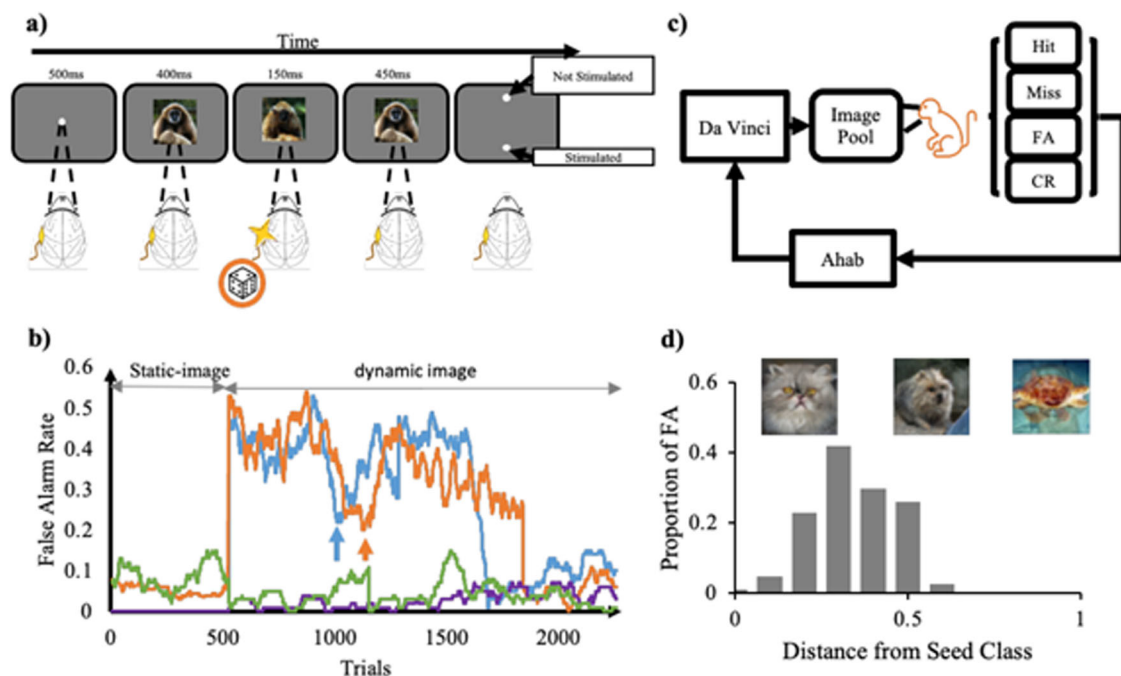 a)
Time
500ms
400ms
150ms
450ms
Not Stimulated
Stimulated
b)
False Alarm Rate
0.6
0.5
0.4
0.3
0.2
0.1
0
Static-image
dynamic image
0
500
1000
1500
2000
Trials
c)
Da Vinci
Image
Pool
Hit
Miss
FA
CR
Ahab
d)
Proportion of FA
0.6
0.4
0.2
0
0
0.5
1
Distance from Seed Class